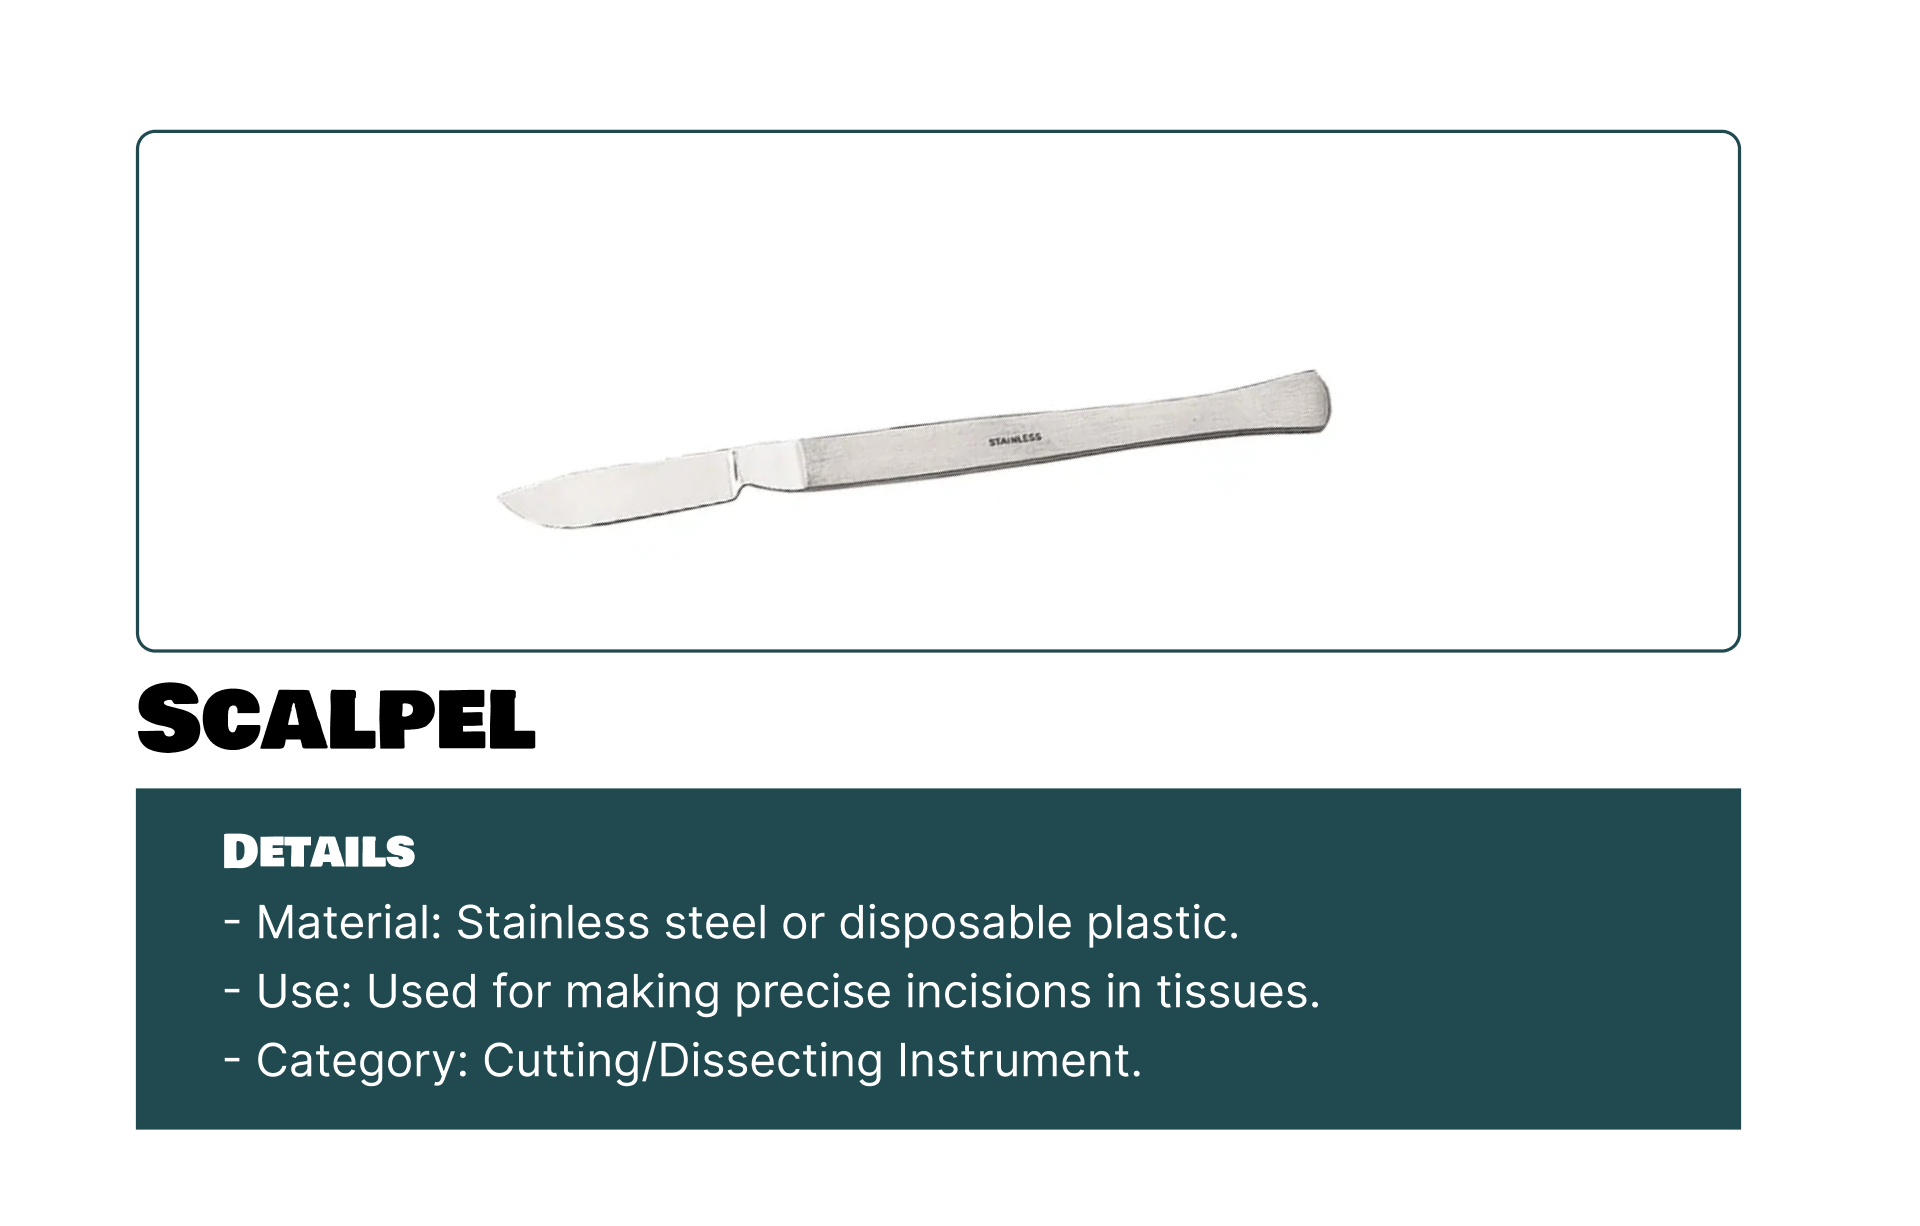 STAINLESS
Scalpel
Details
- Material: Stainless steel or disposable plastic.
- Use: Used for making precise incisions in tissues.
- Category: Cutting/Dissecting Instrument.